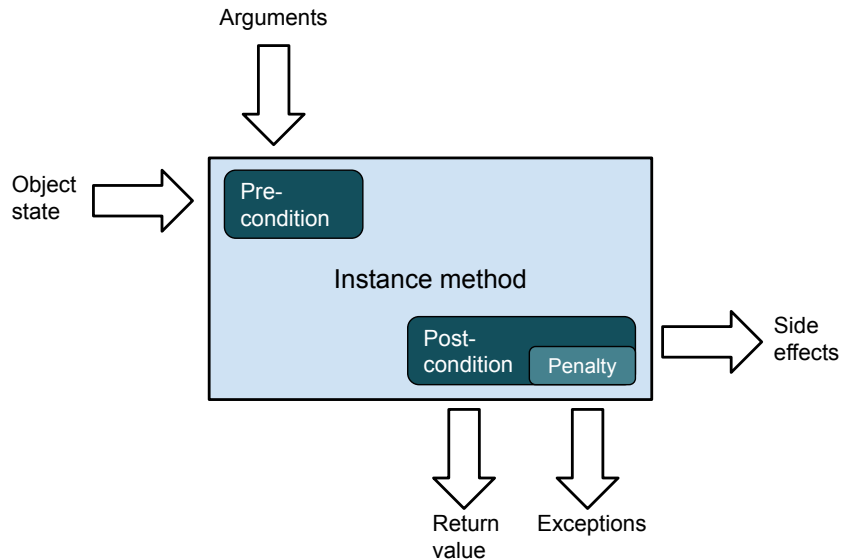 Arguments
Object
state
Pre-
condition
Instance method
Post-
condition
Penalty
Side
effects
Return
value
Exceptions